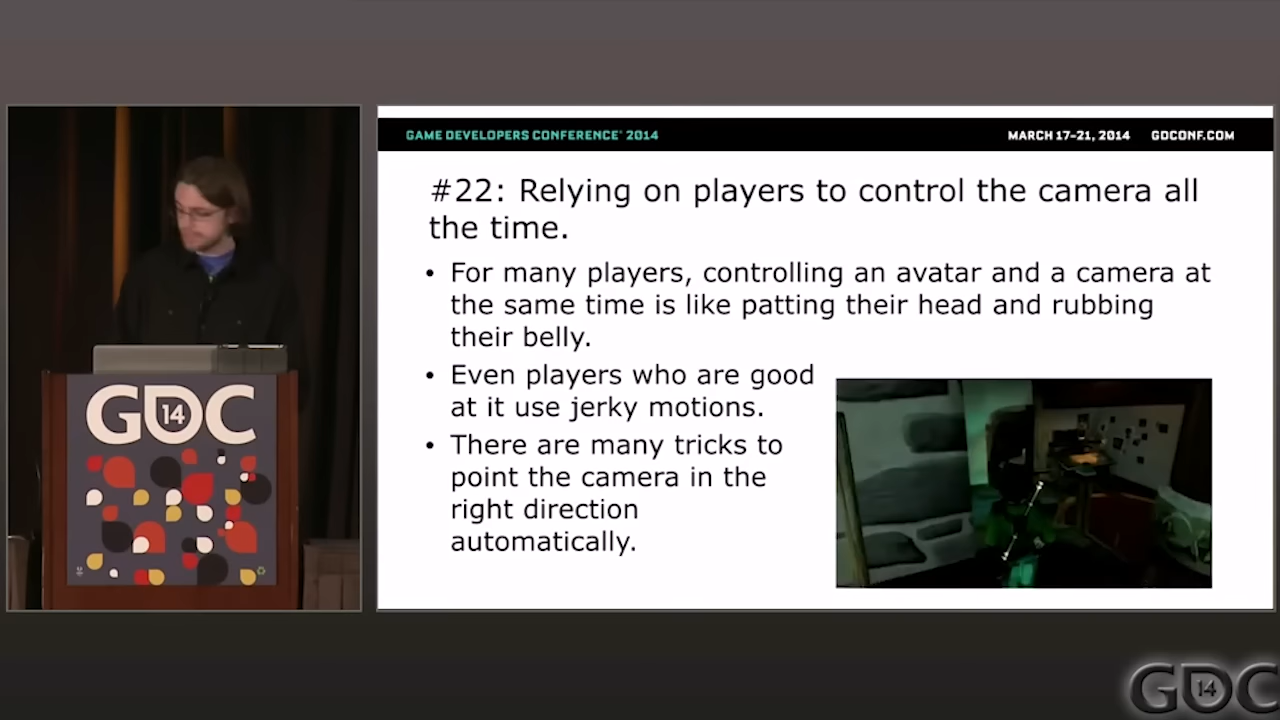 GAME DEVELOPERS CONFERENCE® 2014
MARCH 17-21, 2014 GDCONF.COM
#22: Relying on players to control the camera all
the time.
• For many players, controlling an avatar and a camera at
the same time is like patting their head and rubbing
their belly.
• Even players who are good
at it use jerky motions.
• There are many tricks to
point the camera in the
right direction
automatically.
GDC
14
GDC
14